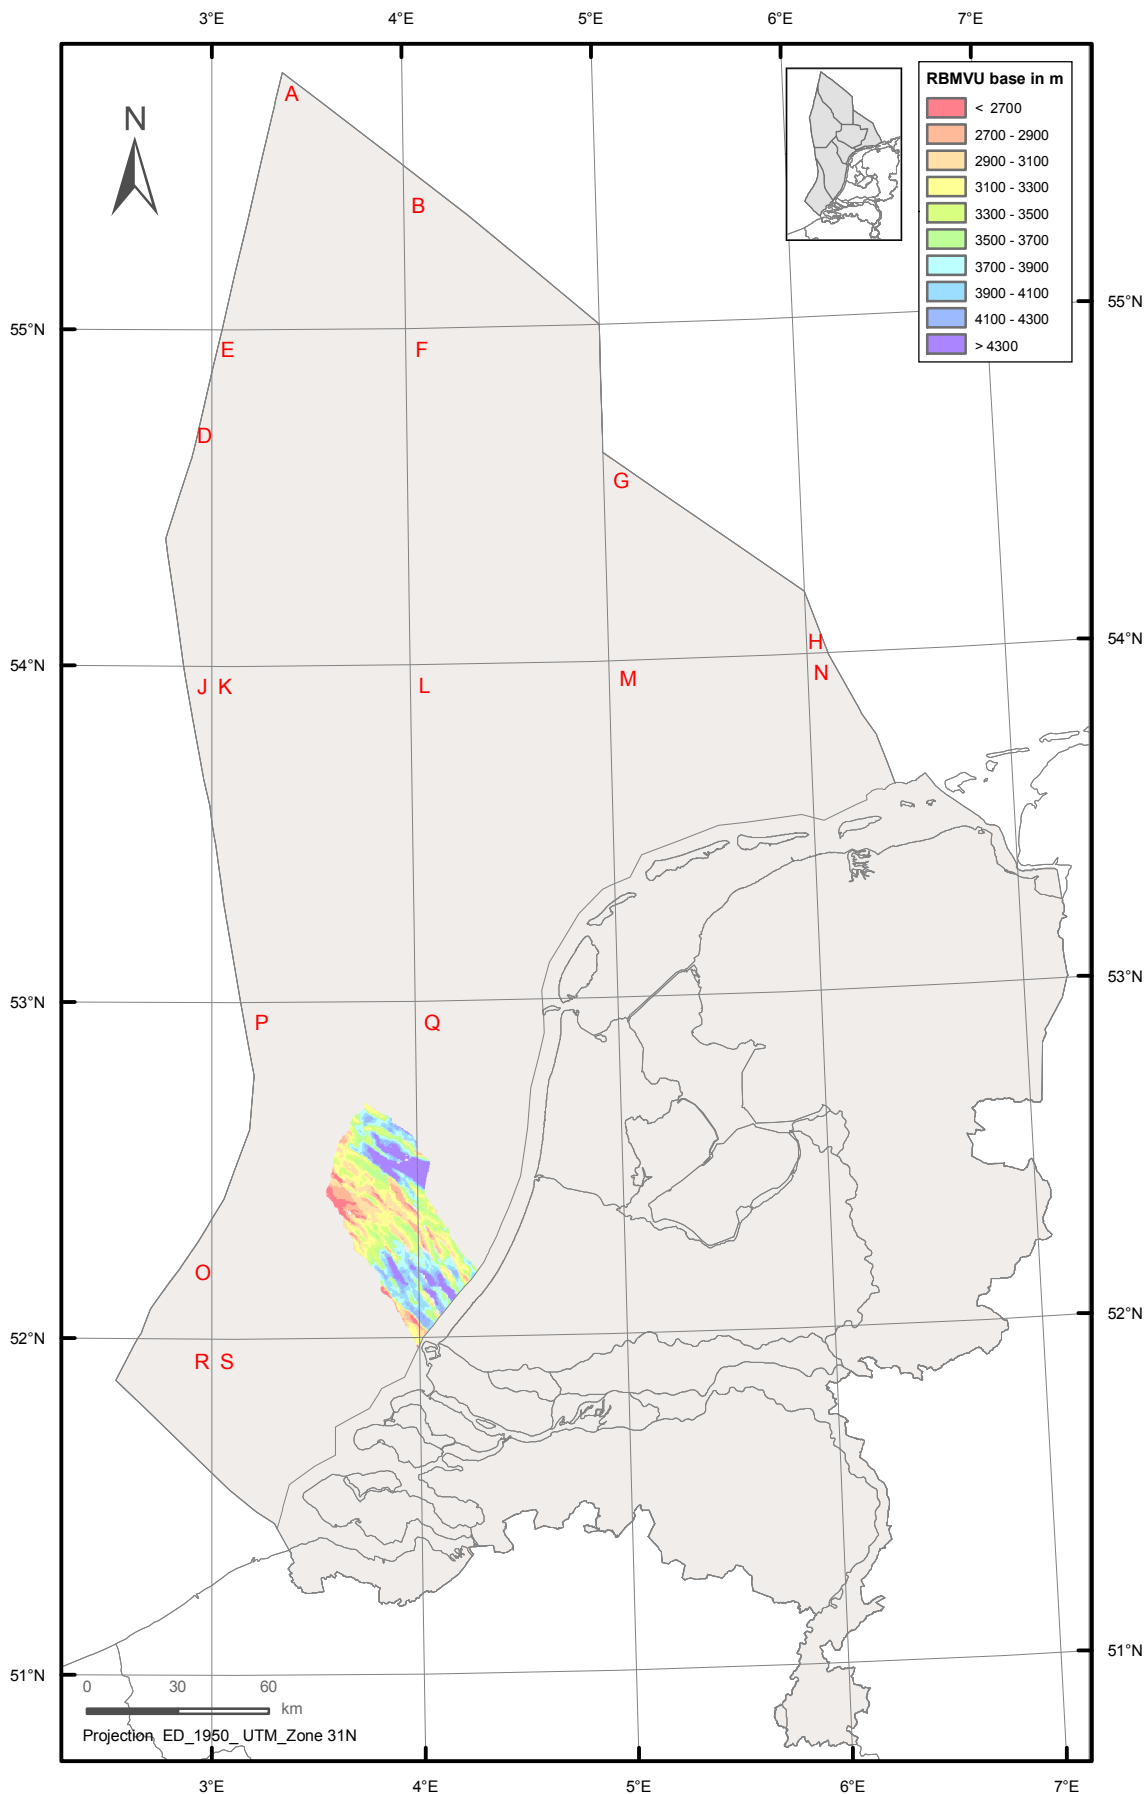 3°E 4°E 5°E 6°E 7°E
RBMVU base in m
< 2700
2700 - 2900
2900 - 3100
3100 - 3300
3300 - 3500
3500 - 3700
3700 - 3900
3900 - 4100
4100 - 4300
> 4300
N
A
B
55°N 55°N
E F
D
G
H
54°N 54°N
J K L M N
53°N 53°N
P Q
O
52°N 52°N
R S
51°N 51°N
0 30 60
km
Projection ED_1950_ UTM_Zone 31N
3°E 4°E 5°E 6°E 7°E